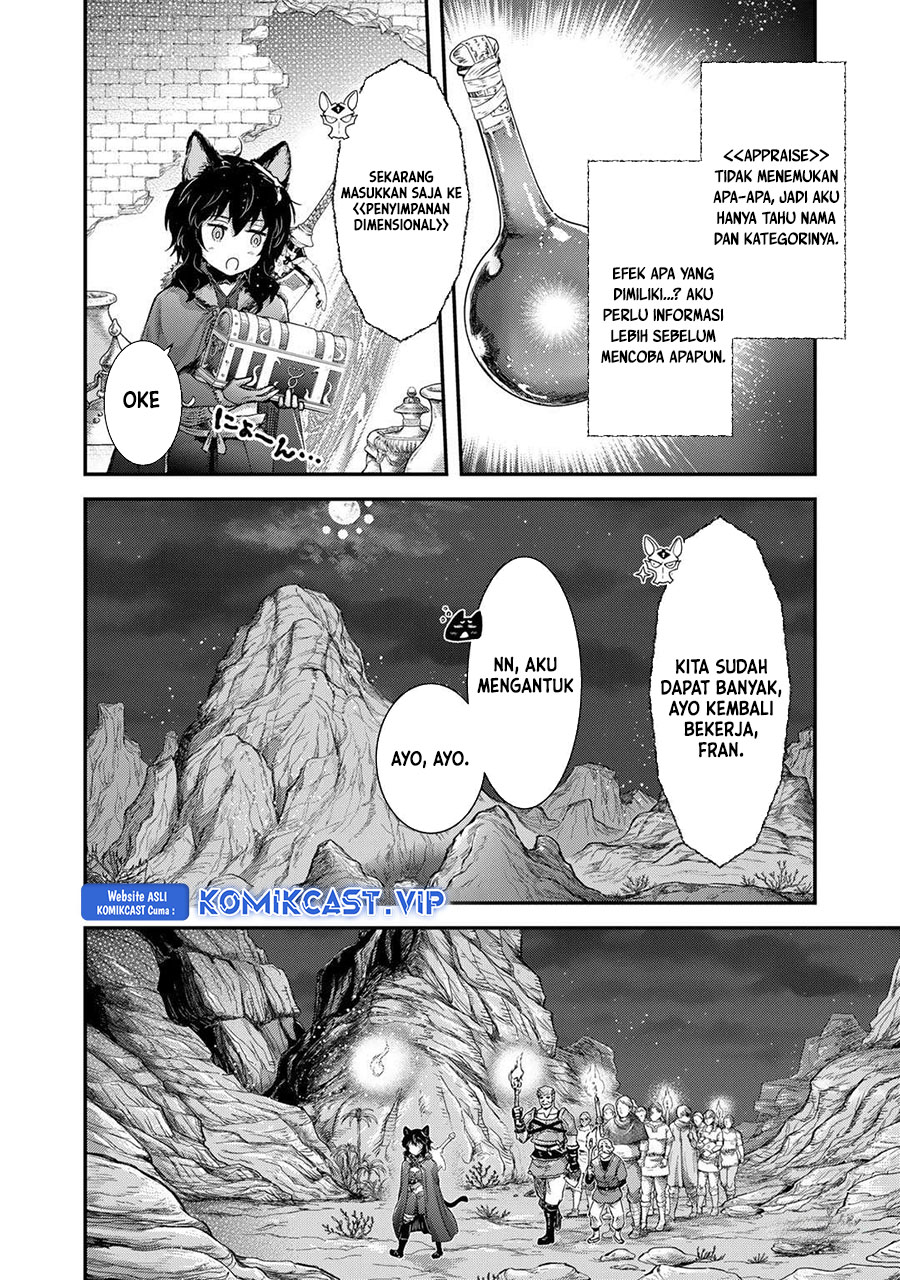 <<APPRAISE>>
TIDAK MENEMUKAN
APA-APA, JADI AKU
HANYA TAHU NAMA
DAN KATEGORINYA.
EFEK APA YANG
DIMILIKI...? AKU
PERLU INFORMASI
LEBIH SEBELUM
MENCOBA APAPUN.
SEKARANG
MASUKKAN SAJA KE
<<PENYIMPANAN
DIMENSIONAL>>
OKE
にょーん…
KITA SUDAH
DAPAT BANYAK,
AYO KEMBALI
BEKERJA,
FRAN.
NN, AKU
MENGANTUK
AYO, AYO.
Website ASLI
KOMIKCAST Cuma :
KOMIKCAST.VIP